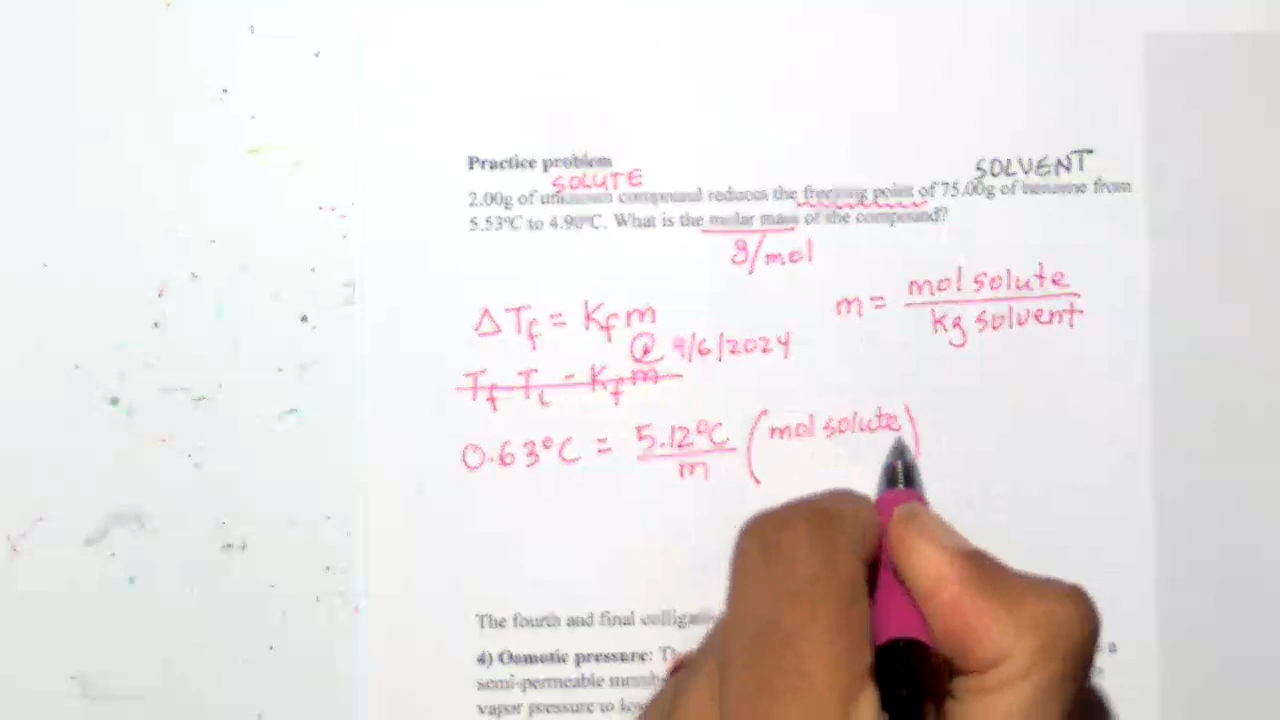 Practice problem
SOLUTE
SOLVENT
2.00g of unknown compound reduces the freezing point of 75.00g of benzene from
5.53°C to 4.90°C. What is the molar mass of the compound?
g/mol
m = mol solute
kg solvent
ΔTf = Kf m
@ 9/6/2024
Tf Ti - Kf m
0.63°C = 5.12°C (mol solute)
m
The fourth and final
4) Osmotic pressure:
semi-permeable
vapor pressure to